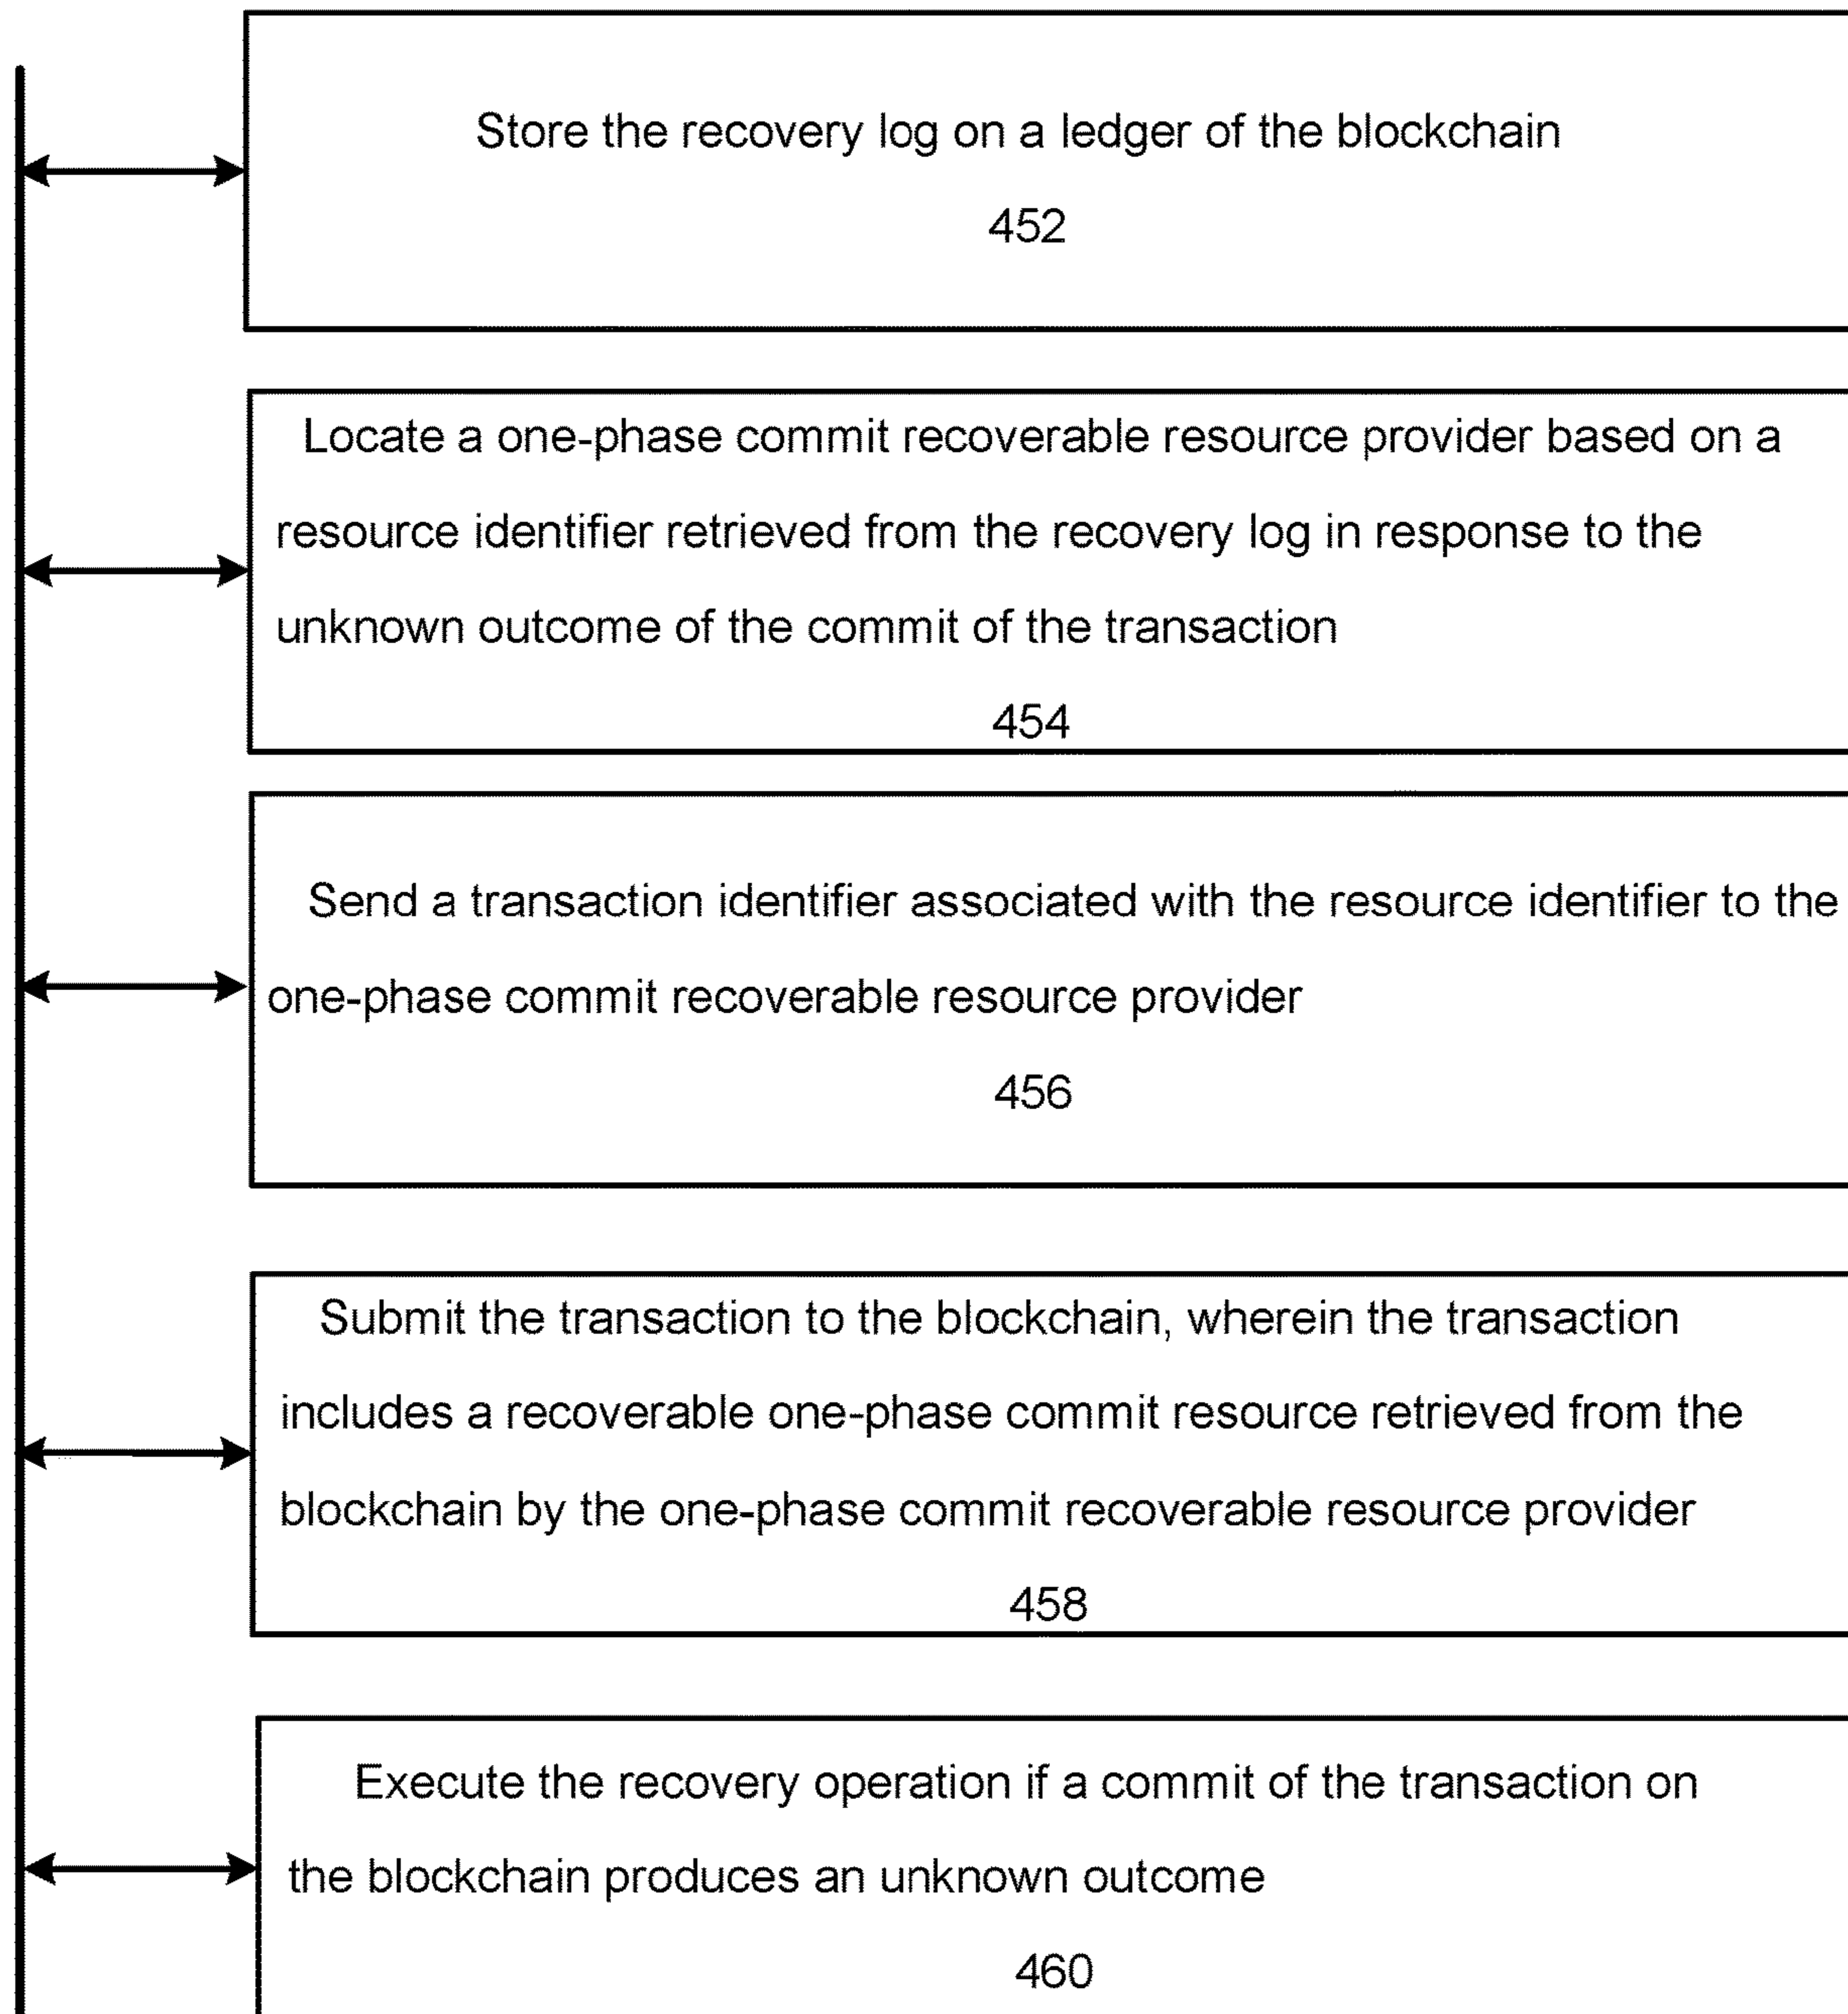 Store the recovery log on a ledger of the blockchain
452
Locate a one-phase commit recoverable resource provider based on a
resource identifier retrieved from the recovery log in response to the
unknown outcome of the commit of the transaction
454
Send a transaction identifier associated with the resource identifier to the
one-phase commit recoverable resource provider
456
Submit the transaction to the blockchain, wherein the transaction
includes a recoverable one-phase commit resource retrieved from the
blockchain by the one-phase commit recoverable resource provider
458
Execute the recovery operation if a commit of the transaction on
the blockchain produces an unknown outcome
460